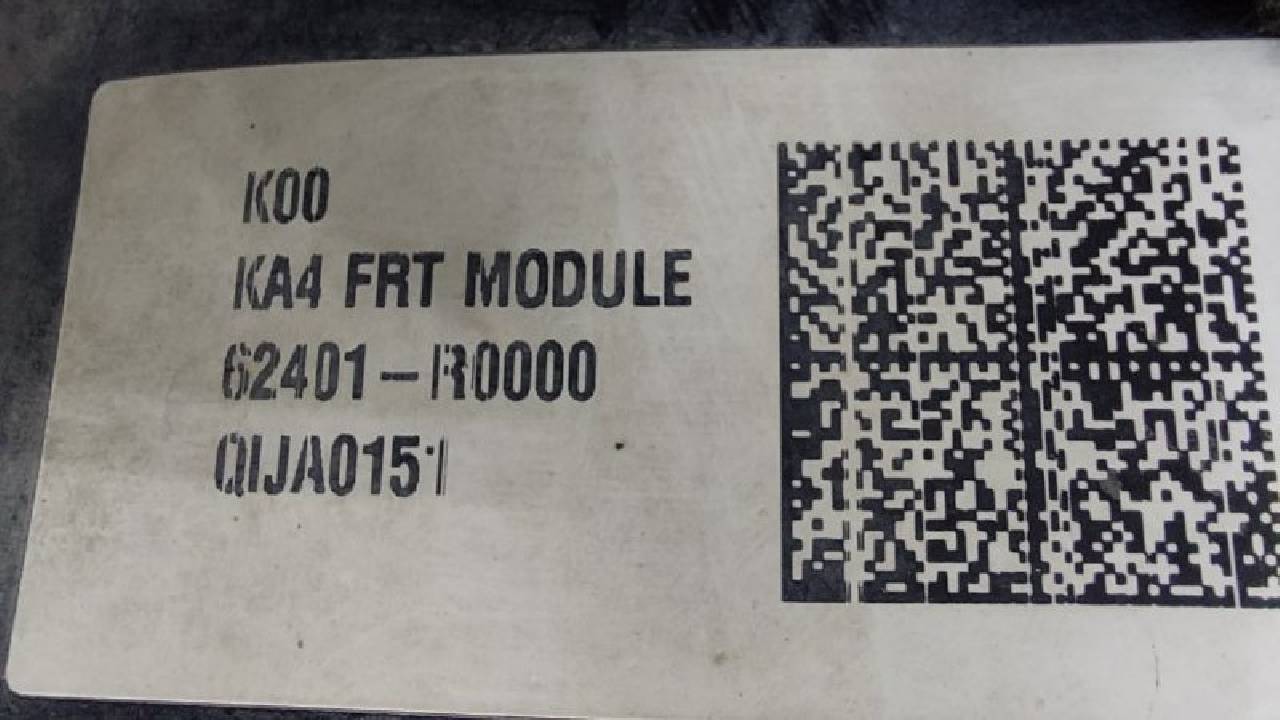 K00
KA4 FRT MODULE
62401-R0000
QIJA0151